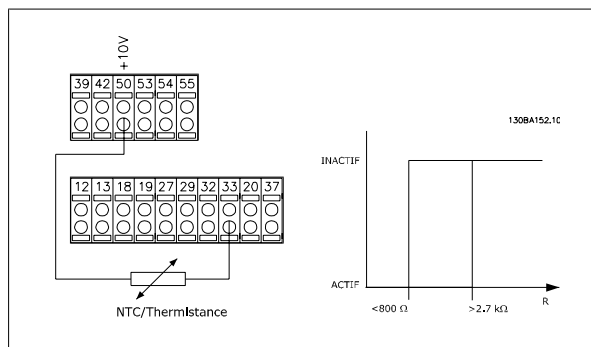 +10V
39 42 50 53 54 55
130BA152.10
INACTIF
12 13 18 19 27 29 32 33 20 37
ACTIF
R
<800 Ω
>2.7 kΩ
NTC/Thermistance